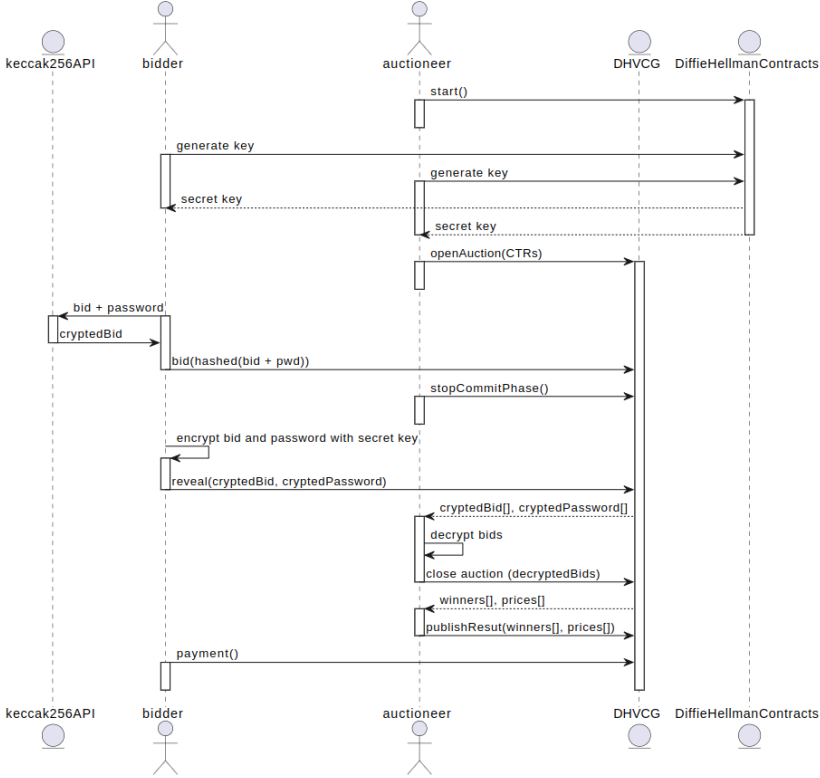 keccak256API
bidder
auctioneer
DHVCG
DiffieHellmanContracts
start()
generate key
generate key
secret key
secret key
openAuction(CTRs)
bid + password
cryptedBid
bid(hashed(bid + pwd))
stopCommitPhase()
encrypt bid and password with secret key
reveal(cryptedBid, cryptedPassword)
cryptedBid[], cryptedPassword[]
decrypt bids
close auction (decryptedBids)
winners[], prices[]
publishResut(winners[], prices[])
payment()
keccak256API
bidder
auctioneer
DHVCG
DiffieHellmanContracts